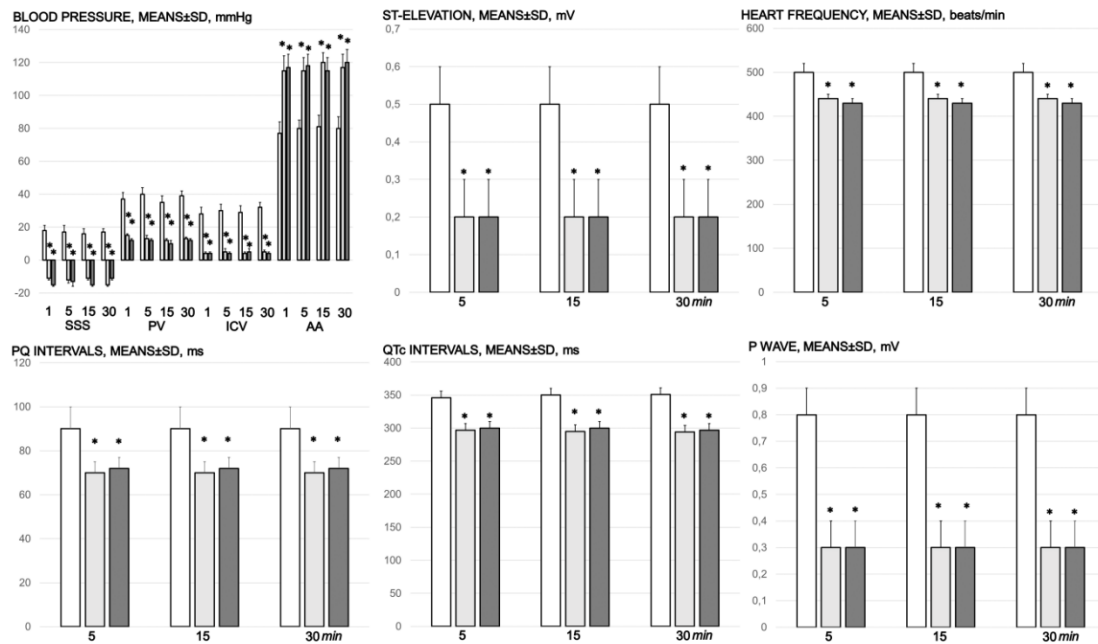 BLOOD PRESSURE, MEANS±SD, mmHg
140
120
100
80
60
40
20
0
-20
* * * * * * * *
* * * * * * * *
* * * * * * * *
* * * * * * * *
1 5 15 30 1 5 15 30 1 5 15 30 1 5 15 30
SSS PV ICV AA
ST-ELEVATION, MEANS±SD, mV
0,7
0,6
0,5
0,4
0,3
0,2
0,1
0
* * * * * *
5 15 30 min
HEART FREQUENCY, MEANS±SD, beats/min
600
500
400
300
200
100
0
* * * * * *
5 15 30 min
PQ INTERVALS, MEANS±SD, ms
120
100
80
60
40
20
0
* * * * * *
5 15 30 min
QTc INTERVALS, MEANS±SD, ms
400
350
300
250
200
150
100
50
0
* * * * * *
5 15 30 min
P WAVE, MEANS±SD, mV
1
0,9
0,8
0,7
0,6
0,5
0,4
0,3
0,2
0,1
0
* * * * * *
5 15 30 min